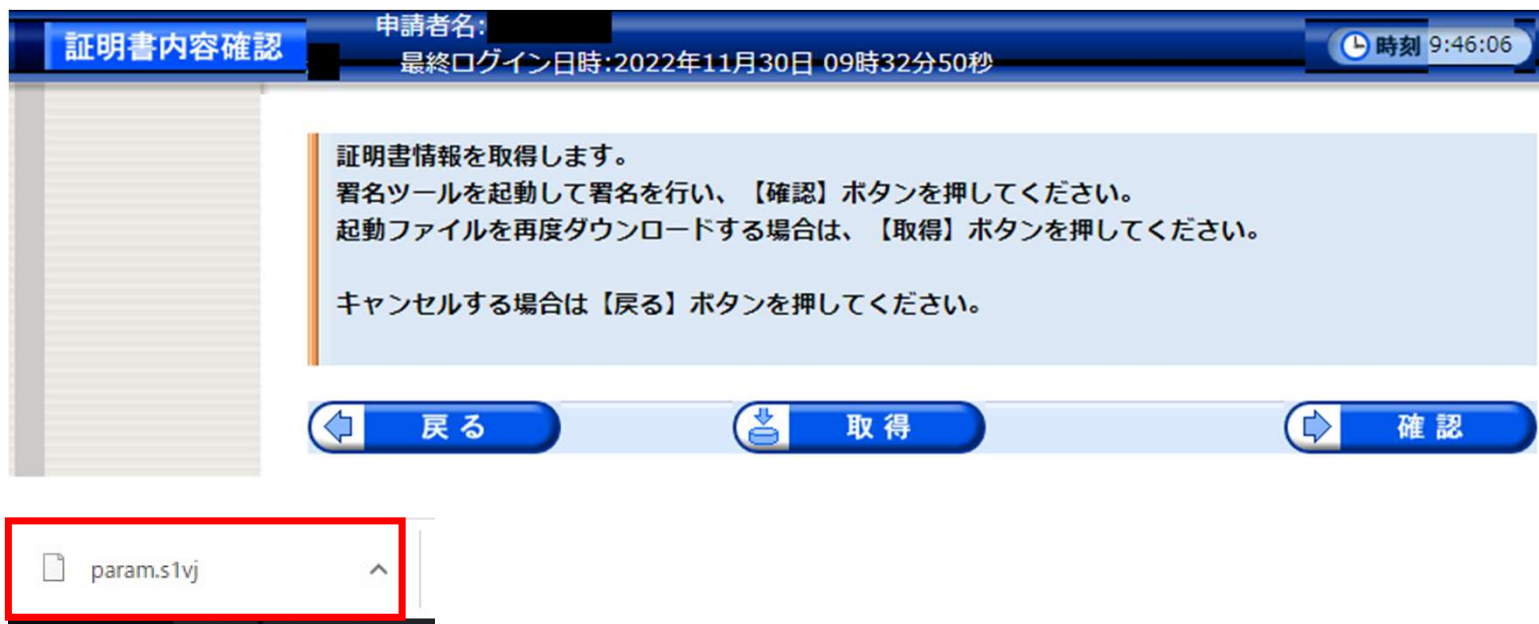 証明書内容確認
申請者名:
最終ログイン日時:2022年11月30日 09時32分50秒
時刻 9:46:06
証明書情報を取得します。
署名ツールを起動して署名を行い、【確認】ボタンを押してください。
起動ファイルを再度ダウンロードする場合は、【取得】ボタンを押してください。
キャンセルする場合は【戻る】ボタンを押してください。
戻る
取得
確認
param.s1vj